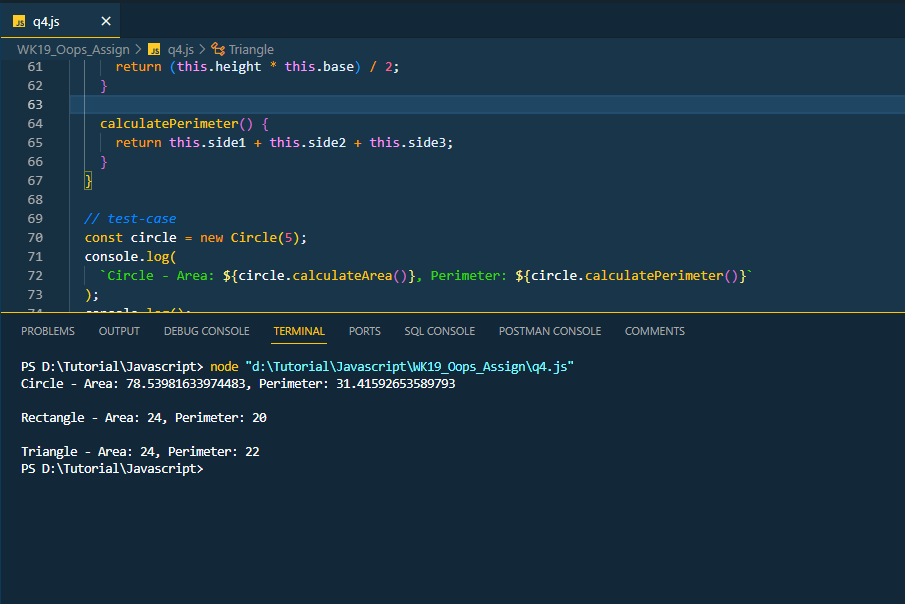 JS q4.js ×
WK19_Oops_Assign > JS q4.js > Triangle
61 return (this.height * this.base) / 2;
62 }
63
64 calculatePerimeter() {
65 return this.side1 + this.side2 + this.side3;
66 }
67 }
68
69 // test-case
70 const circle = new Circle(5);
71 console.log(
72 `Circle - Area: ${circle.calculateArea()}, Perimeter: ${circle.calculatePerimeter()}`
73 );
74 console.log();
PROBLEMS OUTPUT DEBUG CONSOLE TERMINAL PORTS SQL CONSOLE POSTMAN CONSOLE COMMENTS
PS D:\Tutorial\Javascript> node "d:\Tutorial\Javascript\WK19_Oops_Assign\q4.js"
Circle - Area: 78.53981633974483, Perimeter: 31.41592653589793
Rectangle - Area: 24, Perimeter: 20
Triangle - Area: 24, Perimeter: 22
PS D:\Tutorial\Javascript>